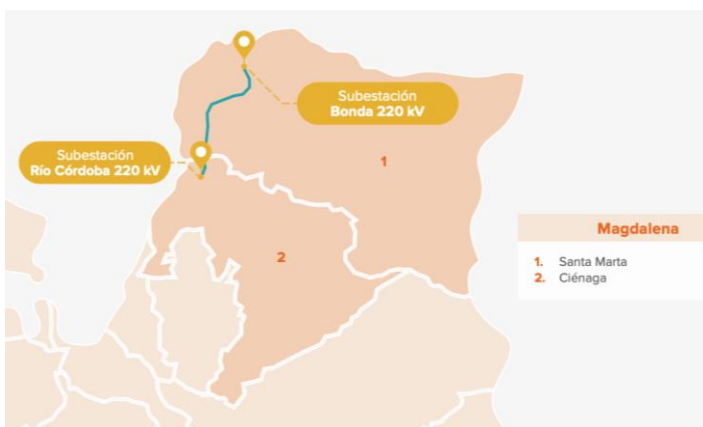 Subestación
Bonda 220 kV
Subestación
Río Córdoba 220 kV
1
2
Magdalena
1. Santa Marta
2. Ciénaga